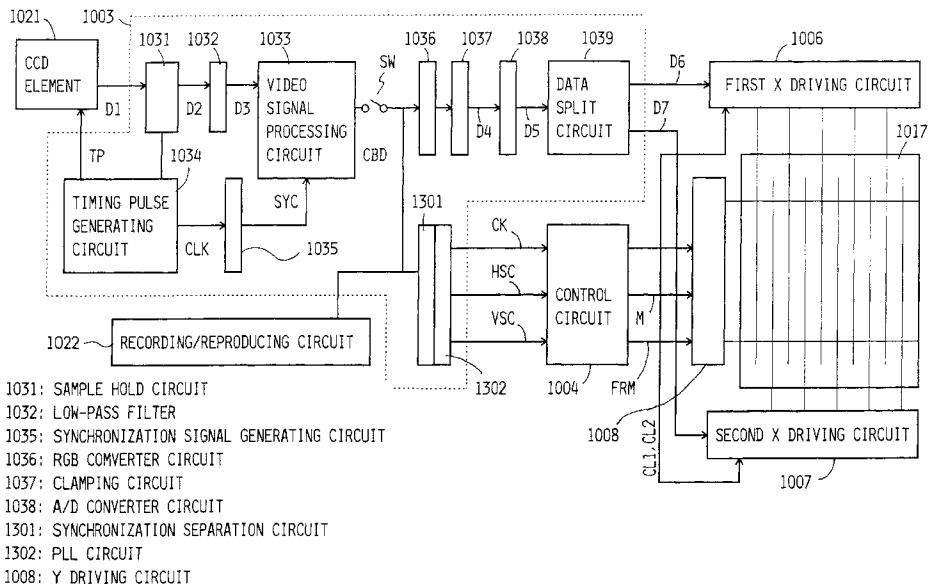 1021
1003
1031
1032
1033
1036
1037
1038
1039
1006
CCD
ELEMENT
D1
D2
D3
VIDEO
SIGNAL
PROCESSING
CIRCUIT
SW
CBD
D4
D5
DATA
SPLIT
CIRCUIT
D6
D7
FIRST X DRIVING CIRCUIT
TP
1034
1017
TIMING PULSE
GENERATING
CIRCUIT
CLK
SYC
1035
1301
CK
HSC
VSC
CONTROL
CIRCUIT
M
FRM
1022
RECORDING/REPRODUCING CIRCUIT
1302
1004
1008
CL1,CL2
SECOND X DRIVING CIRCUIT
1007
1031: SAMPLE HOLD CIRCUIT
1032: LOW-PASS FILTER
1035: SYNCHRONIZATION SIGNAL GENERATING CIRCUIT
1036: RGB COMVERTER CIRCUIT
1037: CLAMPING CIRCUIT
1038: A/D CONVERTER CIRCUIT
1301: SYNCHRONIZATION SEPARATION CIRCUIT
1302: PLL CIRCUIT
1008: Y DRIVING CIRCUIT